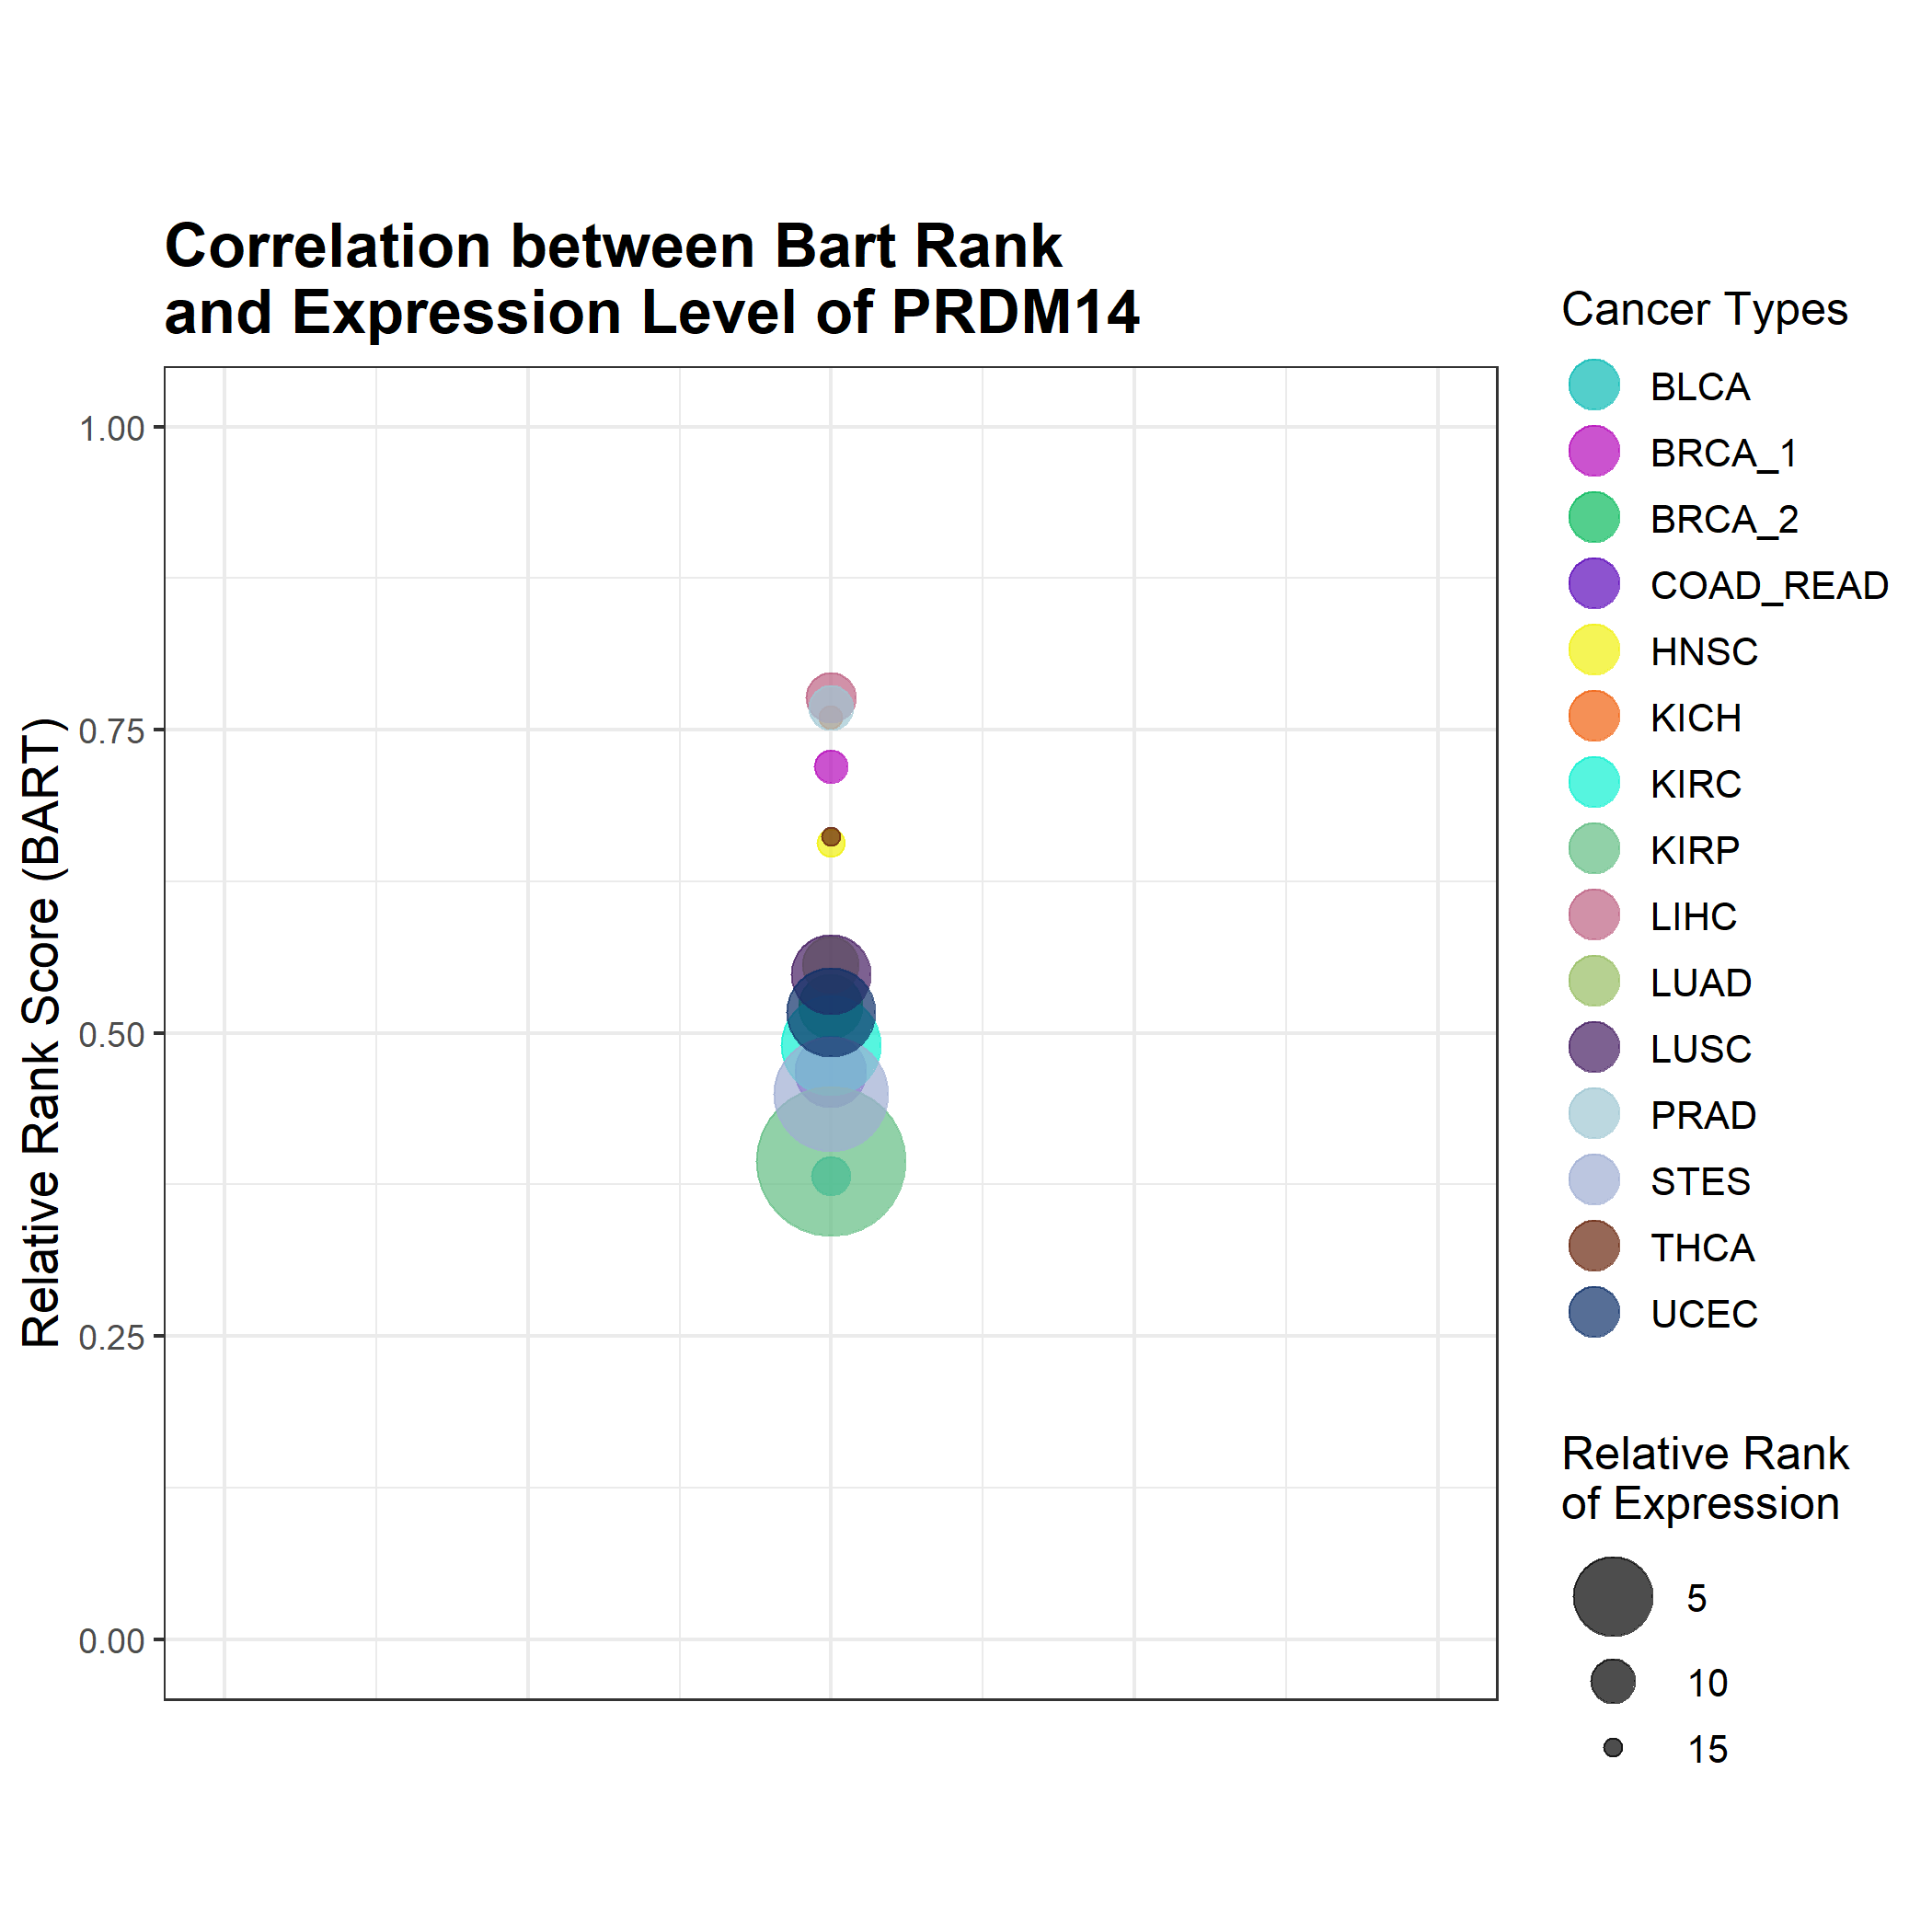 Correlation between Bart Rank
and Expression Level of PRDM14
Relative Rank Score (BART)
1.00
0.75
0.50
0.25
0.00
Cancer Types
BLCA
BRCA_1
BRCA_2
COAD_READ
HNSC
KICH
KIRC
KIRP
LIHC
LUAD
LUSC
PRAD
STES
THCA
UCEC
Relative Rank
of Expression
5
10
15